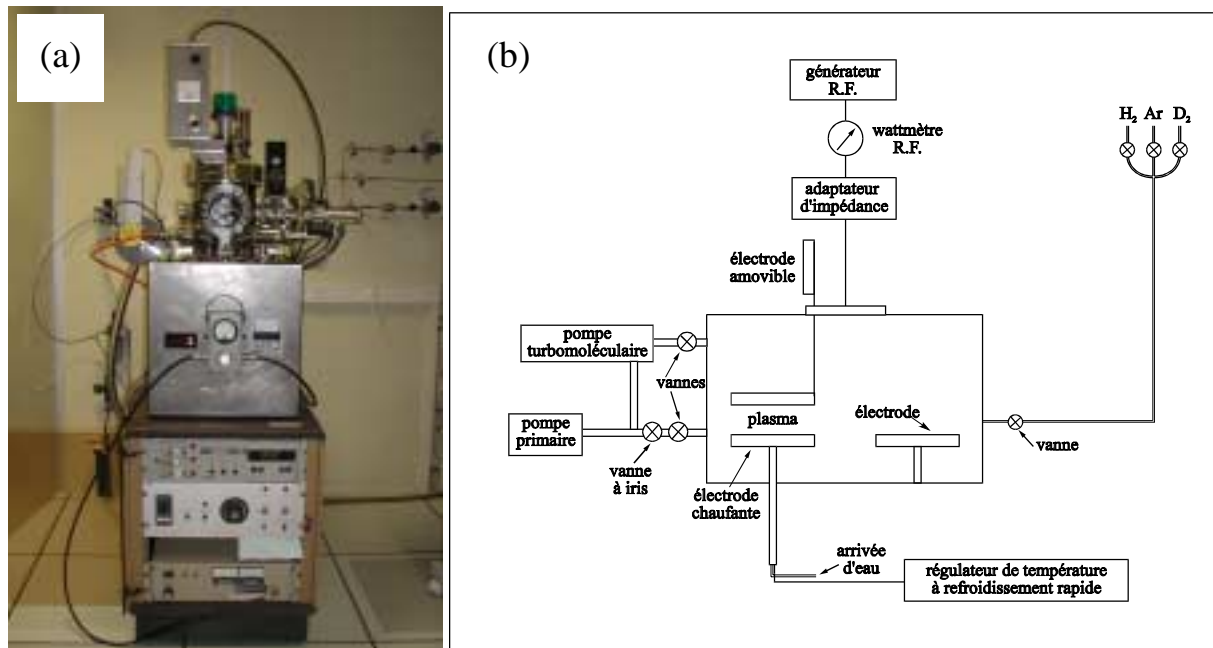 (a)
(b)
générateur
R.F.
wattmètre
R.F.
adaptateur
d'impédance
H₂ Ar D₂
électrode
amovible
pompe
turbomoléculaire
vannes
pompe
primaire
vanne
à iris
plasma
électrode
électrode
chaufante
vanne
arrivée
d'eau
régulateur de température
à refroidissement rapide